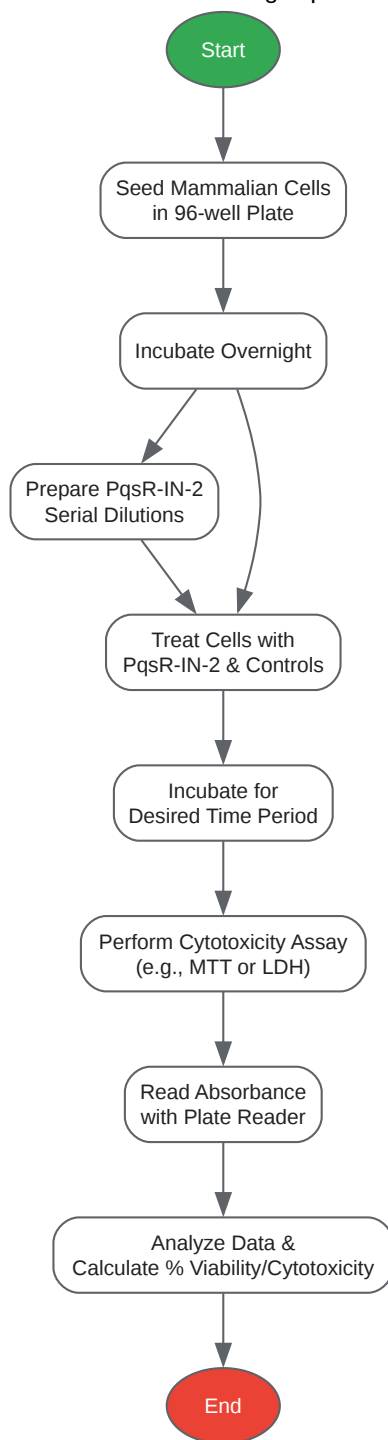 Start
Seed Mammalian Cells
in 96-well Plate
Incubate Overnight
Prepare PqsR-IN-2
Serial Dilutions
Treat Cells with
PqsR-IN-2 & Controls
Incubate for
Desired Time Period
Perform Cytotoxicity Assay
(e.g., MTT or LDH)
Read Absorbance
with Plate Reader
Analyze Data &
Calculate % Viability/Cytotoxicity
End